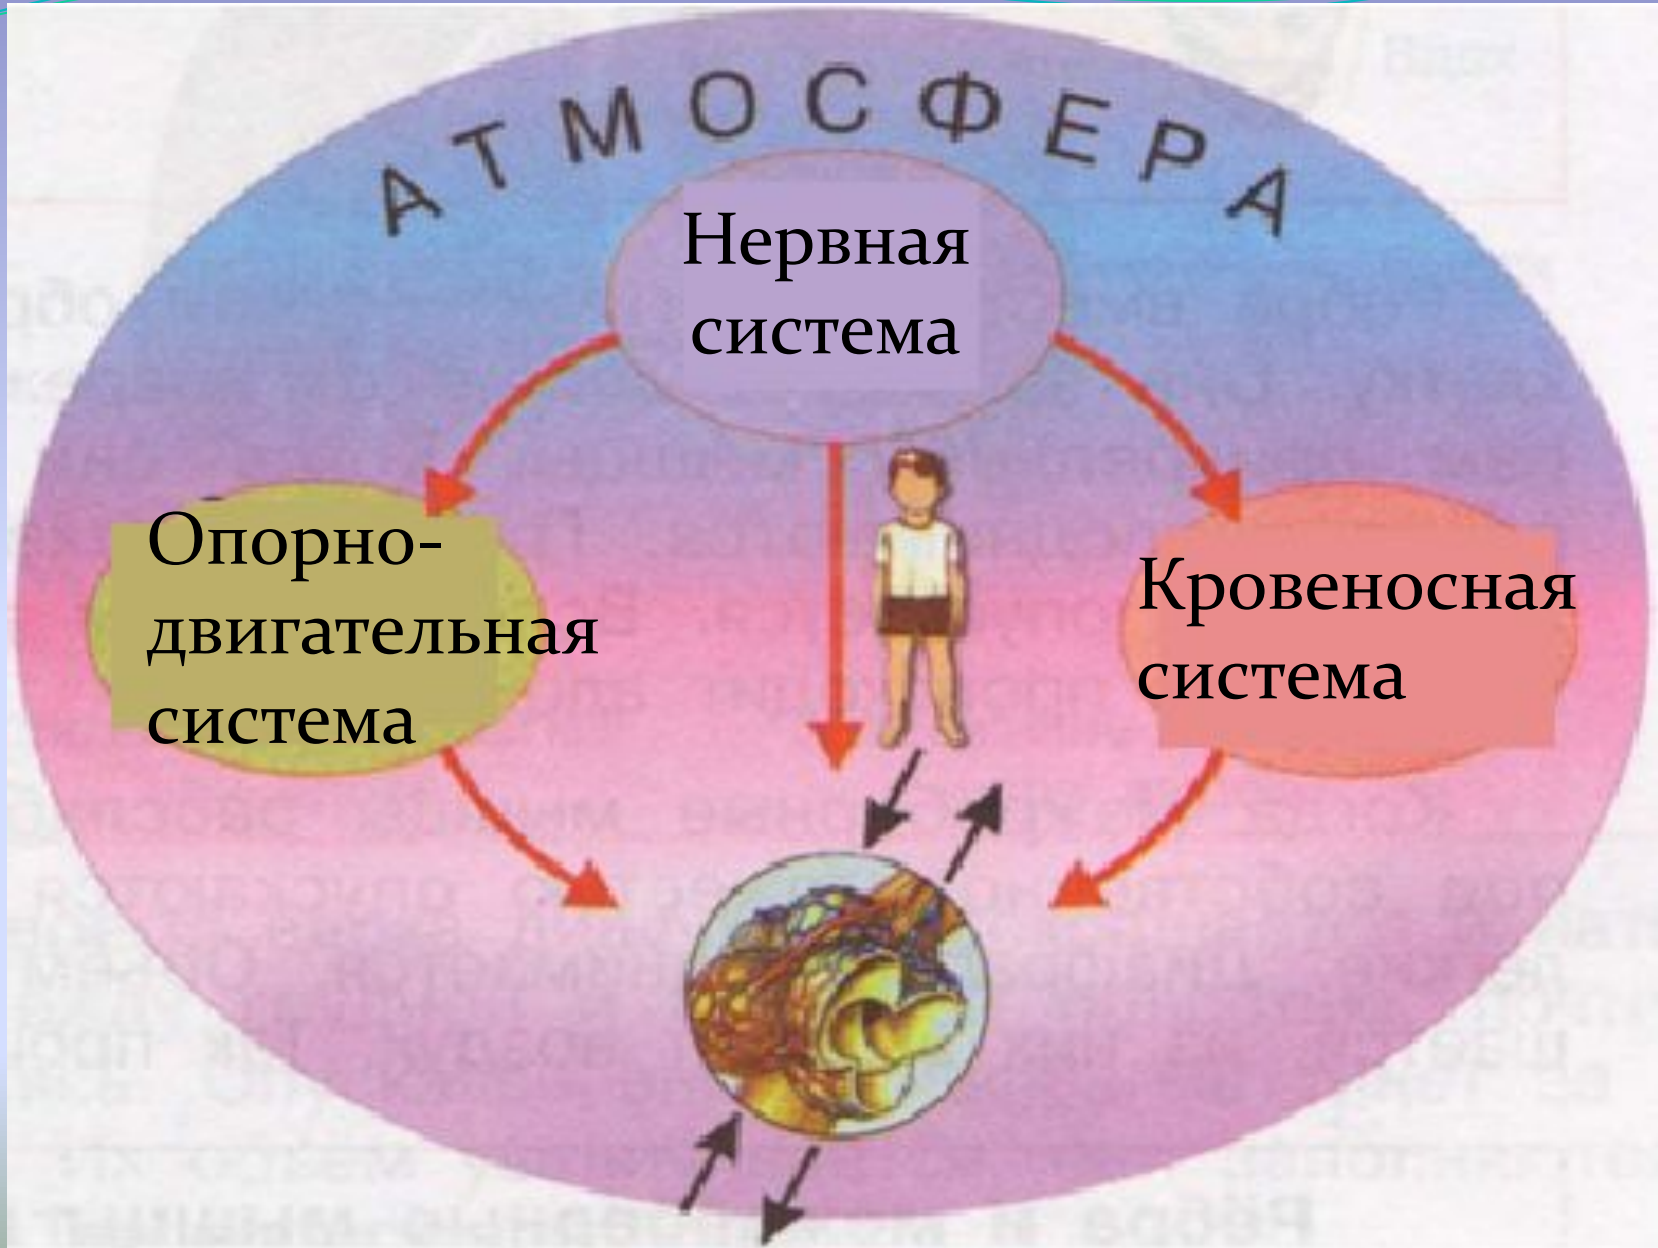 АТМОСФЕРА
Нервная
система
Опорно-
двигательная
система
Кровеносная
система